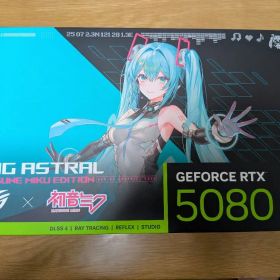 25 07 2.3N 121 28 1.3E
G ASTRAL
SUNE MIKU EDITION
初音ミク
GEFORCE RTX
5080
DLSS 4 | RAY TRACING | REFLEX | STUDIO